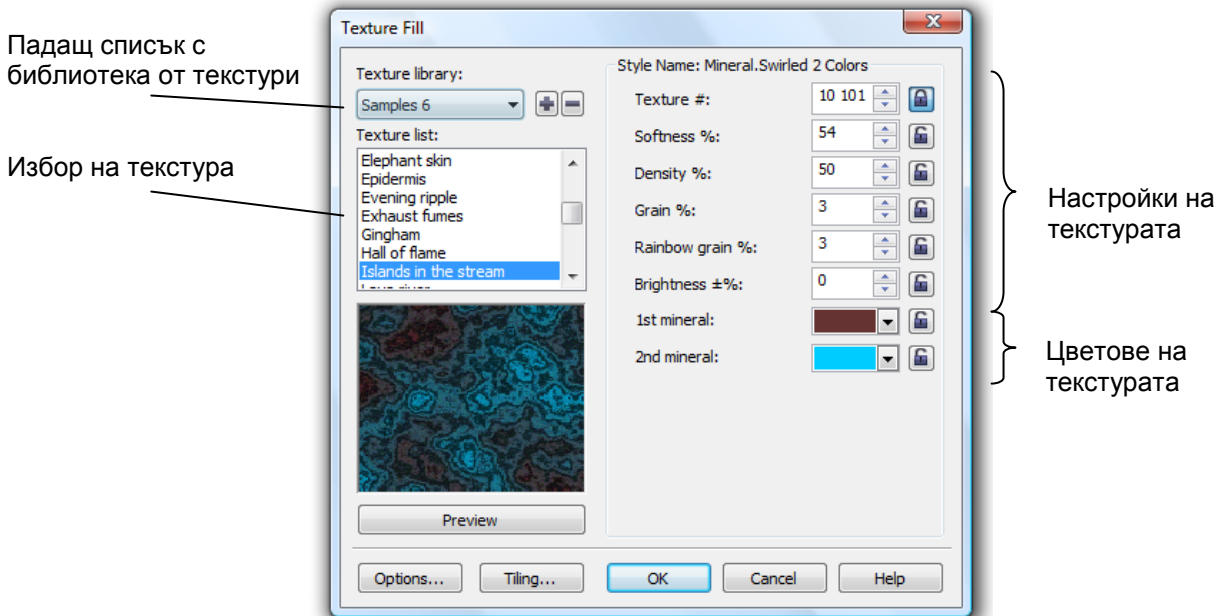 Texture Fill
Падащ списък с
библиотека от текстури
Избор на текстура
Texture library:
Samples 6
Texture list:
Elephant skin
Epidermis
Evening ripple
Exhaust fumes
Gingham
Hall of flame
Islands in the stream
Preview
Style Name: Mineral.Swirled 2 Colors
Texture #: 10 101
Softness %: 54
Density %: 50
Grain %: 3
Rainbow grain %: 3
Brightness ±%: 0
1st mineral:
2nd mineral:
Настройки на
текстурата
Цветове на
текстурата
Options... Tiling... OK Cancel Help